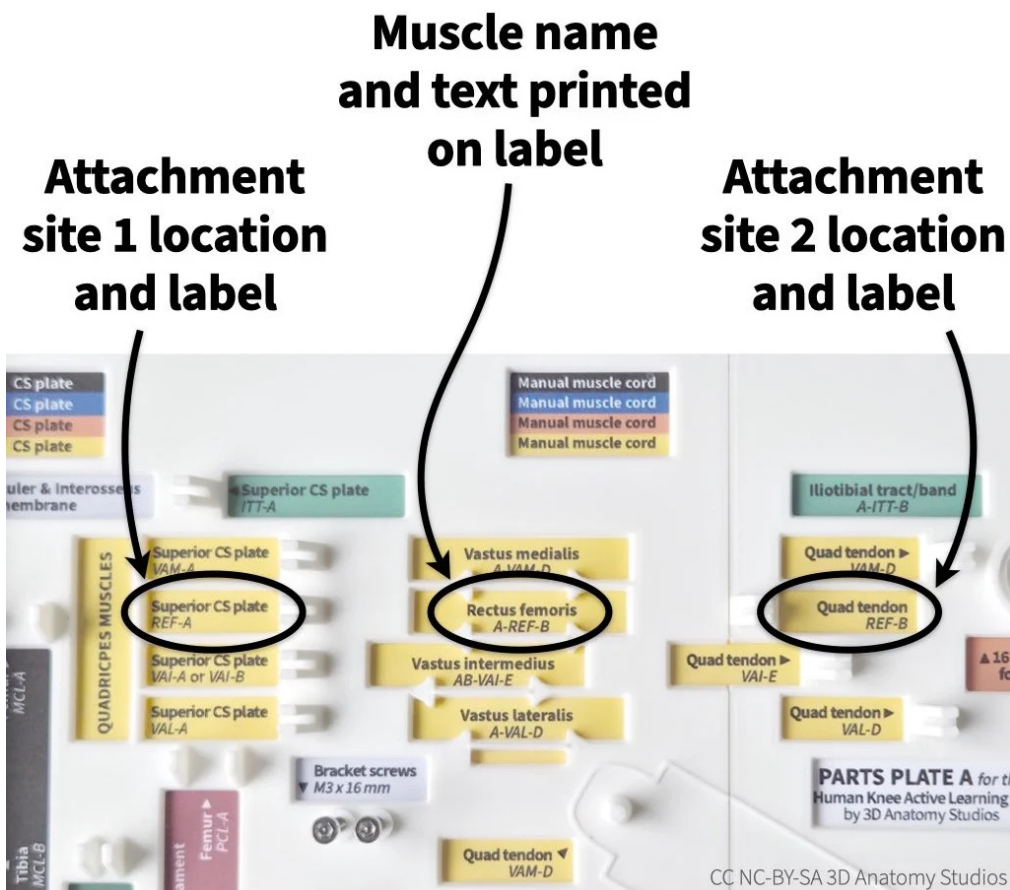 Muscle name
and text printed
on label
Attachment
site 1 location
and label
Attachment
site 2 location
and label
CS plate
CS plate
CS plate
CS plate
Manual muscle cord
Manual muscle cord
Manual muscle cord
Manual muscle cord
& Interosseus
◄Superior CS plate
ITT-A
Iliotibial tract/band
A-ITT-B
QUADRICPES MUSCLES
Superior CS plate
VAM-A
Vastus medialis
A-VAM-D
Quad tendon ►
VAM-D
Superior CS plate
REF-A
Rectus femoris
A-REF-B
Quad tendon
REF-B
Superior CS plate
VAI-A or VAI-B
Vastus intermedius
AB-VAI-E
Quad tendon ►
VAI-E
Superior CS plate
VAL-A
Vastus lateralis
A-VAL-D
Quad tendon►
VAL-D
▲16
MCL-A
Bracket screws
▼ M3 x 16 mm
PARTS PLATE A for
Human Knee Active Learning
by 3D Anatomy Studios
Femur►
PCL-A
Tibia
MCL-B
Quad tendon ▼
VAM-D
CC NC-BY-SA 3D Anatomy Studios